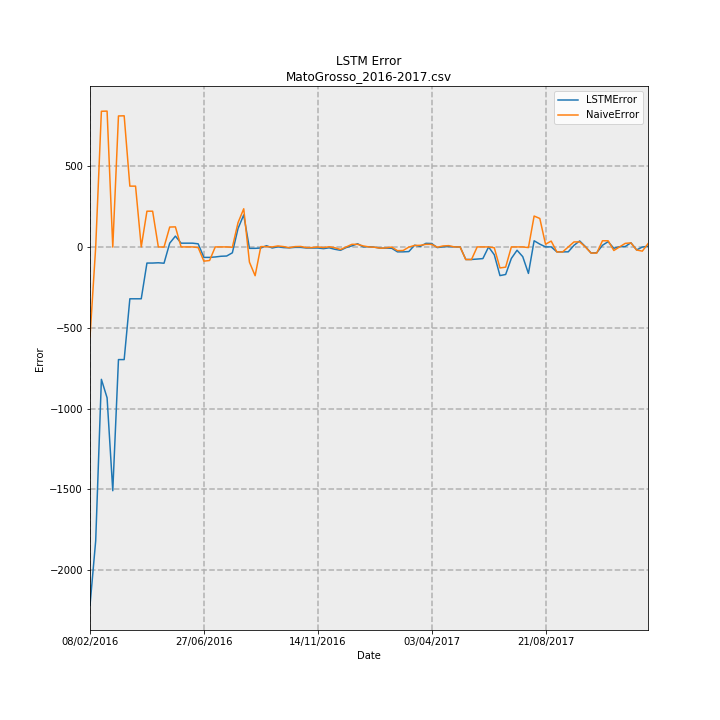 LSTM Error
MatoGrosso_2016-2017.csv
LSTMError
NaiveError
500
0
−500
−1000
−1500
−2000
Error
08/02/2016
27/06/2016
14/11/2016
03/04/2017
21/08/2017
Date